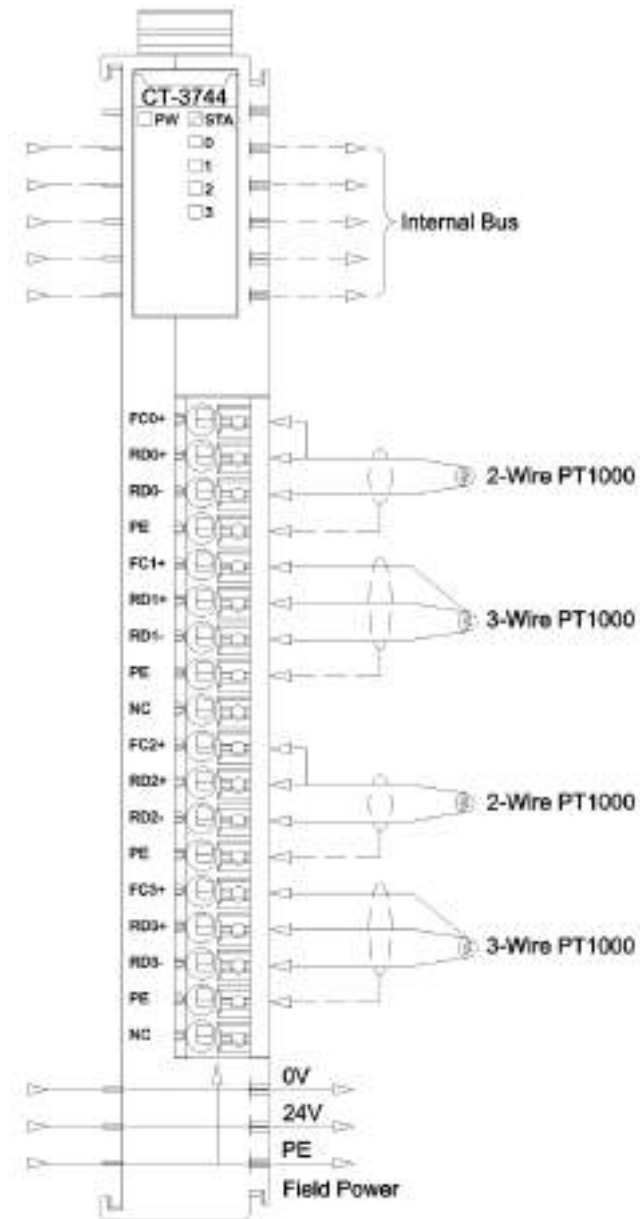 CT-3744
PW STA
0
1
2
3
Internal Bus
FC0+
RD0+
2-Wire PT1000
RD0-
PE
FC1+
RD1+
3-Wire PT1000
RD1-
PE
NC
FC2+
RD2+
2-Wire PT1000
RD2-
PE
FC3+
RD3+
3-Wire PT1000
RD3-
PE
NC
0V
24V
PE
Field Power